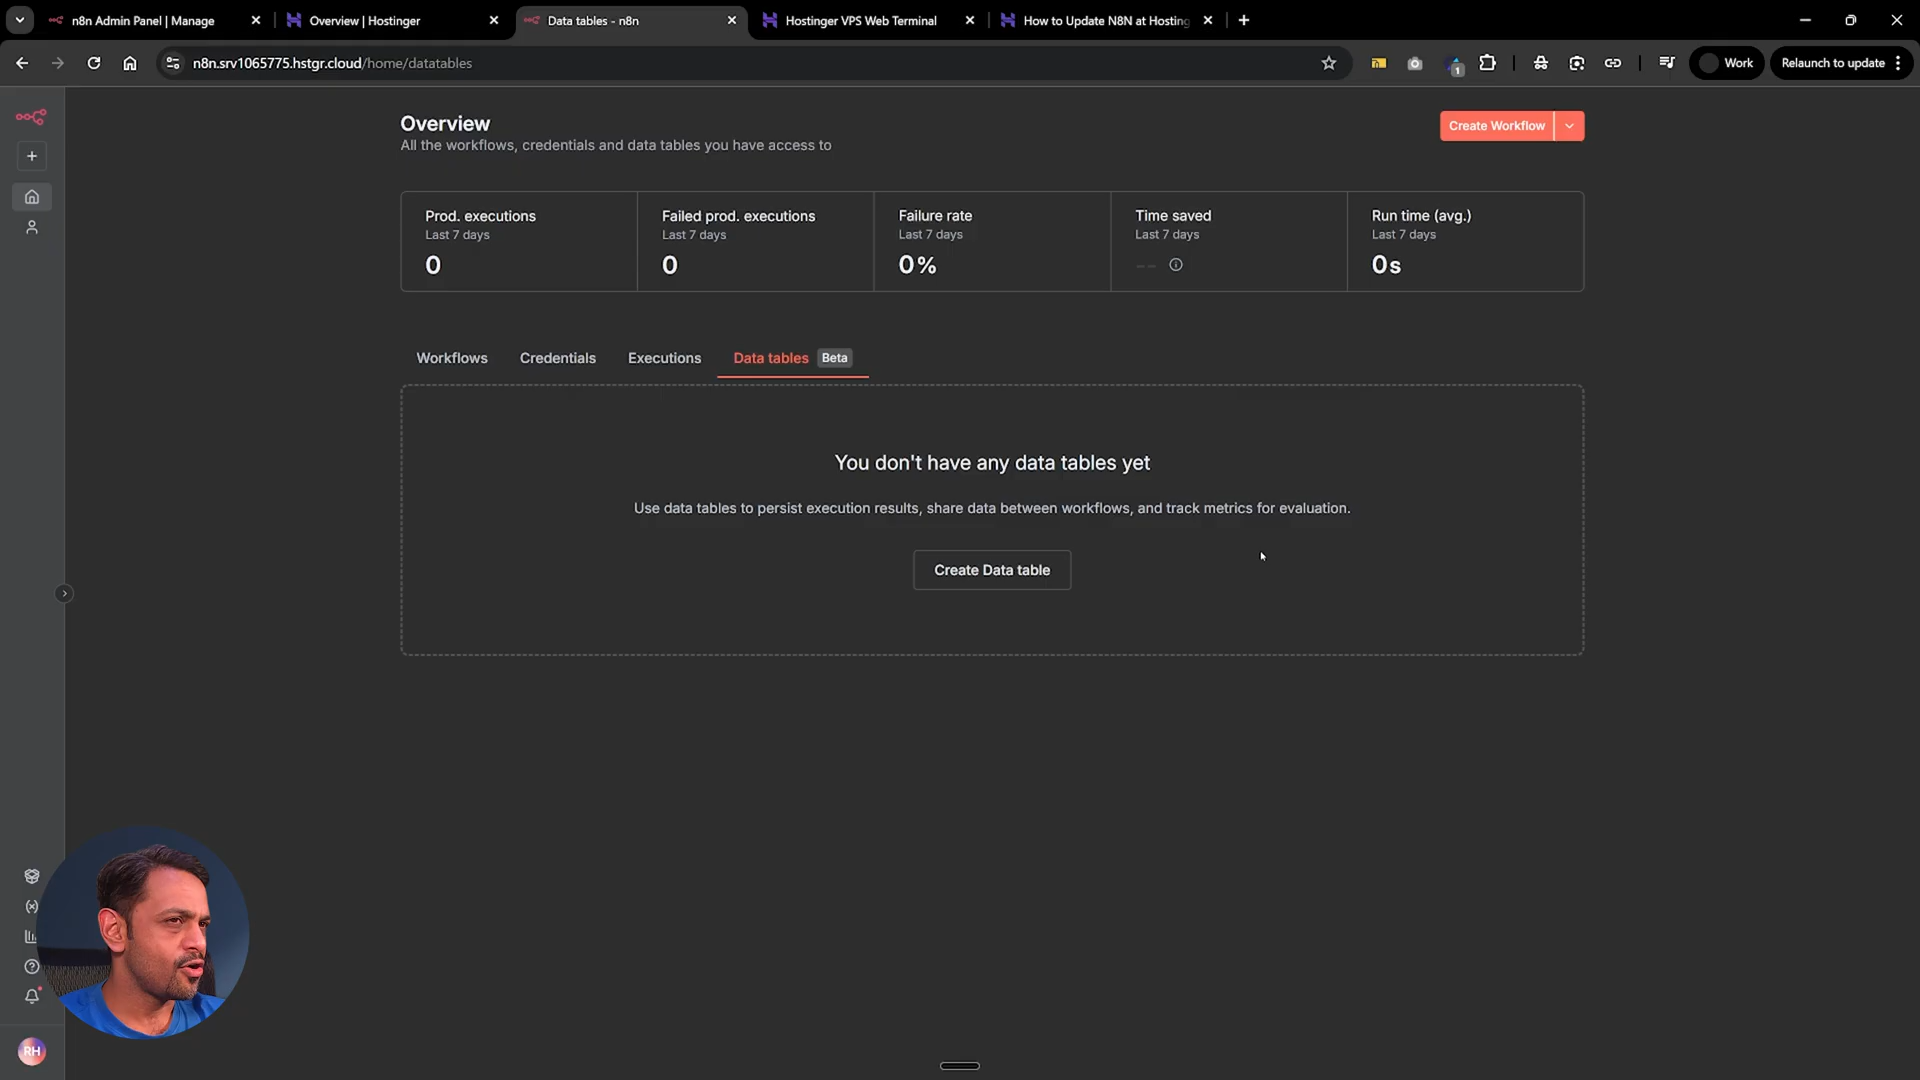 n8n Admin Panel | Manage
Overview | Hostinger
Data tables - n8n
Hostinger VPS Web Terminal
How to Update N8N at Hosting
n8n.srv1065775.hstgr.cloud/home/datatables
1
Work
Relaunch to update
Overview
All the workflows, credentials and data tables you have access to
Create Workflow
Prod. executions
Last 7 days
0
Failed prod. executions
Last 7 days
0
Failure rate
Last 7 days
0%
Time saved
Last 7 days
--
Run time (avg.)
Last 7 days
0s
Workflows
Credentials
Executions
Data tables
Beta
You don't have any data tables yet
Use data tables to persist execution results, share data between workflows, and track metrics for evaluation.
Create Data table
RH